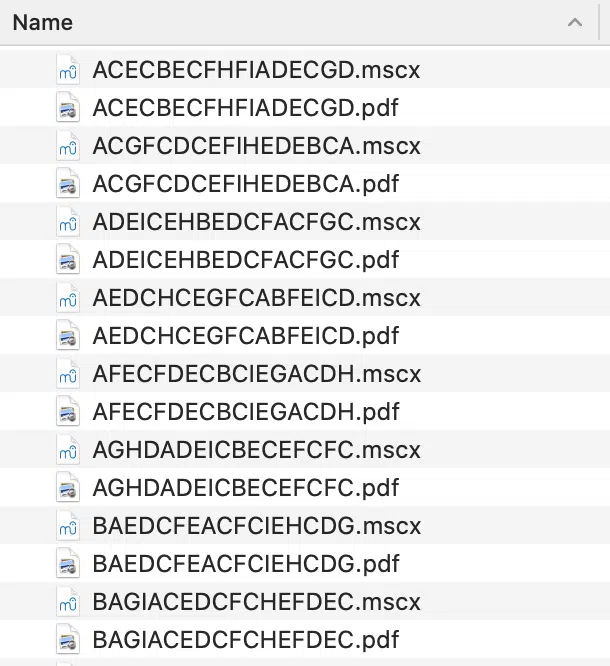 Name
ACECBECFHFIADECGD.mscx
ACECBECFHFIADECGD.pdf
ACGFCDCEFIHEDEBCA.mscx
ACGFCDCEFIHEDEBCA.pdf
ADEICEHBEDCFACFGC.mscx
ADEICEHBEDCFACFGC.pdf
AEDCHCEGFCABFEICD.mscx
AEDCHCEGFCABFEICD.pdf
AFECFDECBCIEGACDH.mscx
AFECFDECBCIEGACDH.pdf
AGHDADEICBECEFCFC.mscx
AGHDADEICBECEFCFC.pdf
BAEDCFEACFCIEHCDG.mscx
BAEDCFEACFCIEHCDG.pdf
BAGIACEDCFCHEFDEC.mscx
BAGIACEDCFCHEFDEC.pdf